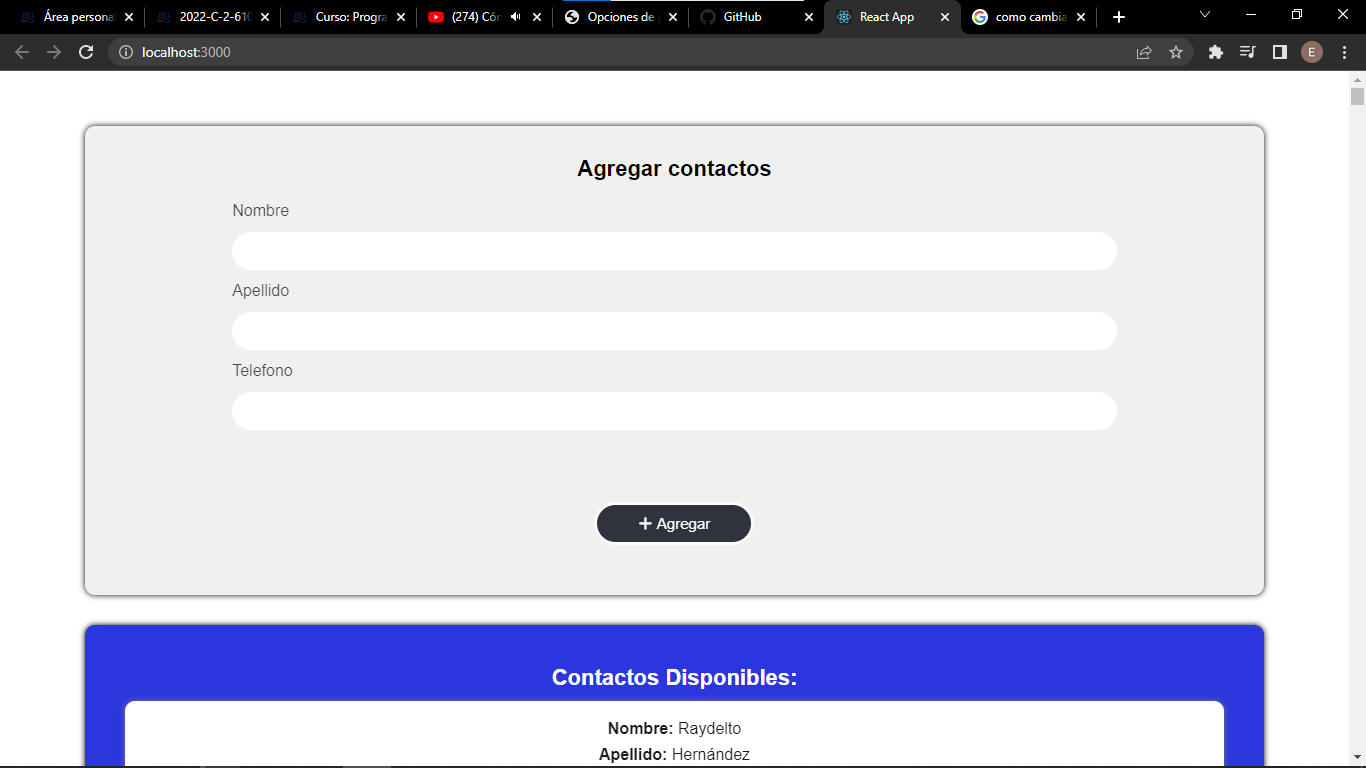 Área personal
2022-C-2-610
Curso: Progra
(274) Cón
Opciones de
GitHub
React App
como cambia
localhost:3000
E
Agregar contactos
Nombre
Apellido
Telefono
+ Agregar
Contactos Disponibles:
Nombre: Raydelto
Apellido: Hernández